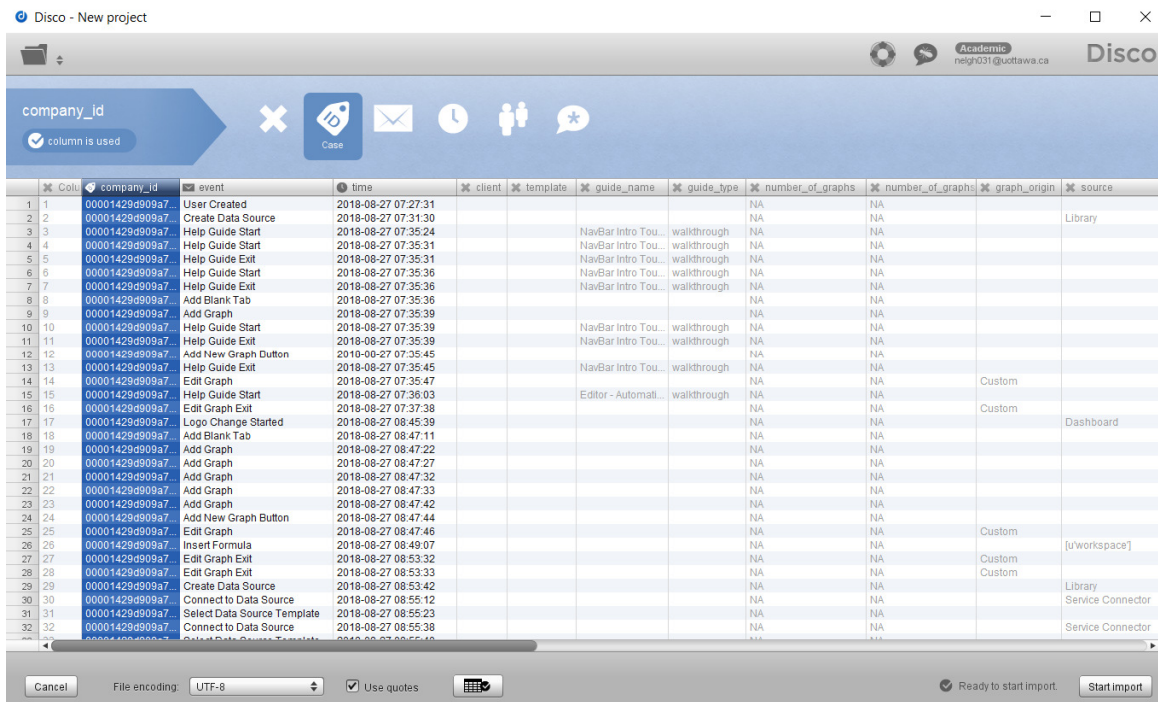 Disco - New project
Academic
neigh031@uottawa.ca
Disco
company_id
column is used
Case
Colu company_id event time client template guide_name guide_type number_of_graphs number_of_graphs graph_origin source
1 1 00001429d909a7... User Created 2018-08-27 07:27:31 NA NA
2 2 00001429d909a7... Create Data Source 2018-08-27 07:31:30 NA NA Library
3 3 00001429d909a7... Help Guide Start 2018-08-27 07:35:24 NavBar Intro Tou... walkthrough NA NA
4 4 00001429d909a7... Help Guide Start 2018-08-27 07:35:31 NavBar Intro Tou... walkthrough NA NA
5 5 00001429d909a7... Help Guide Exit 2018-08-27 07:35:31 NavBar Intro Tou... walkthrough NA NA
6 6 00001429d909a7... Help Guide Start 2018-08-27 07:35:36 NavBar Intro Tou... walkthrough NA NA
7 7 00001429d909a7... Help Guide Exit 2018-08-27 07:35:36 NavBar Intro Tou... walkthrough NA NA
8 8 00001429d909a7... Add Blank Tab 2018-08-27 07:35:36 NA NA
9 9 00001429d909a7... Add Graph 2018-08-27 07:35:39 NA NA
10 10 00001429d909a7... Help Guide Start 2018-08-27 07:35:39 NavBar Intro Tou... walkthrough NA NA
11 11 00001429d909a7... Help Guide Exit 2018-08-27 07:35:39 NavBar Intro Tou... walkthrough NA NA
12 12 00001429d909a7... Add New Graph Button 2018-08-27 07:35:45 NA NA
13 13 00001429d909a7... Help Guide Exit 2018-08-27 07:35:45 NavBar Intro Tou... walkthrough NA NA
14 14 00001429d909a7... Edit Graph 2018-08-27 07:35:47 NA NA Custom
15 15 00001429d909a7... Help Guide Start 2018-08-27 07:36:03 Editor - Automati... walkthrough NA NA
16 16 00001429d909a7... Edit Graph Exit 2018-08-27 07:37:38 NA NA Custom
17 17 00001429d909a7... Logo Change Started 2018-08-27 08:45:39 NA NA Dashboard
18 18 00001429d909a7... Add Blank Tab 2018-08-27 08:47:11 NA NA
19 19 00001429d909a7... Add Graph 2018-08-27 08:47:22 NA NA
20 20 00001429d909a7... Add Graph 2018-08-27 08:47:27 NA NA
21 21 00001429d909a7... Add Graph 2018-08-27 08:47:32 NA NA
22 22 00001429d909a7... Add Graph 2018-08-27 08:47:33 NA NA
23 23 00001429d909a7... Add Graph 2018-08-27 08:47:42 NA NA
24 24 00001429d909a7... Add New Graph Button 2018-08-27 08:47:44 NA NA
25 25 00001429d909a7... Edit Graph 2018-08-27 08:47:46 NA NA Custom
26 26 00001429d909a7... Insert Formula 2018-08-27 08:49:07 NA NA [u'workspace']
27 27 00001429d909a7... Edit Graph Exit 2018-08-27 08:53:32 NA NA Custom
28 28 00001429d909a7... Edit Graph Exit 2018-08-27 08:53:33 NA NA Custom
29 29 00001429d909a7... Create Data Source 2018-08-27 08:53:42 NA NA Library
30 30 00001429d909a7... Connect to Data Source 2018-08-27 08:55:12 NA NA Service Connector
31 31 00001429d909a7... Select Data Source Template 2018-08-27 08:55:23 NA NA
32 32 00001429d909a7... Connect to Data Source 2018-08-27 08:55:38 NA NA Service Connector
Cancel File encoding: UTF-8 Use quotes Ready to start import. Start import